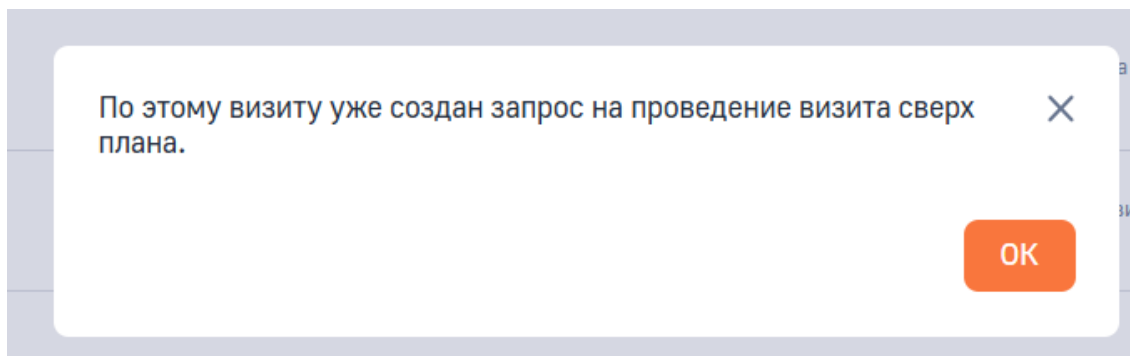 По этому визиту уже создан запрос на проведение визита сверх
плана.
ОК